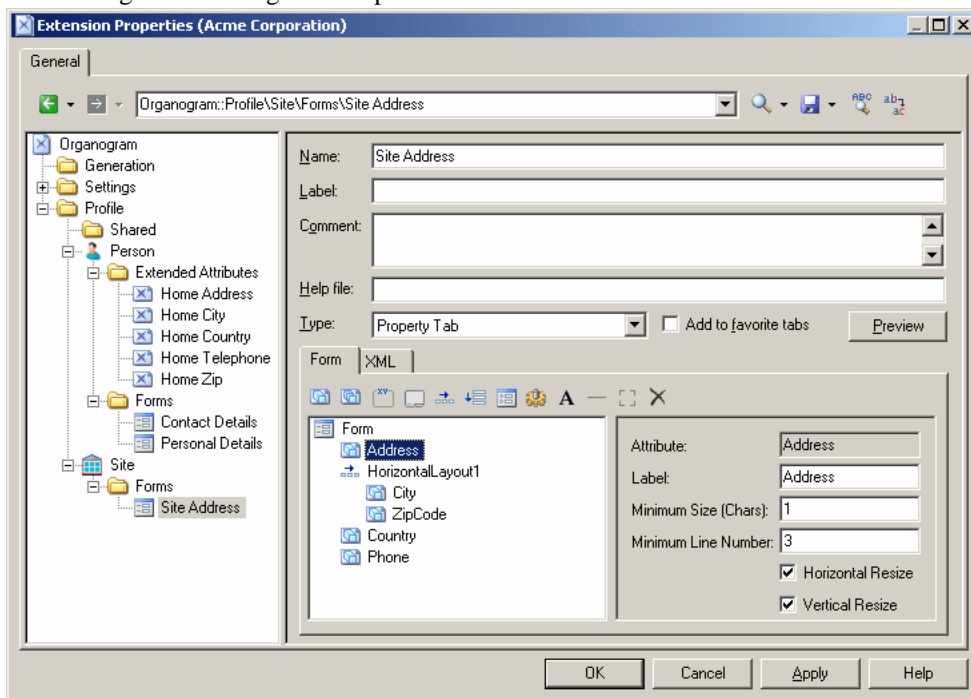 Extension Properties (Acme Corporation)
General
Organogram::Profile\Site\Forms\Site Address
ABC
ab
ac
Organogram
Generation
Settings
Profile
Shared
Person
Extended Attributes
Home Address
Home City
Home Country
Home Telephone
Home Zip
Forms
Contact Details
Personal Details
Site
Forms
Site Address
Name: Site Address
Label:
Comment:
Help file:
Type: Property Tab Add to favorite tabs Preview
Form XML
A
Form
Address
HorizontalLayout1
City
ZipCode
Country
Phone
Attribute: Address
Label: Address
Minimum Size (Chars): 1
Minimum Line Number: 3
Horizontal Resize
Vertical Resize
OK Cancel Apply Help